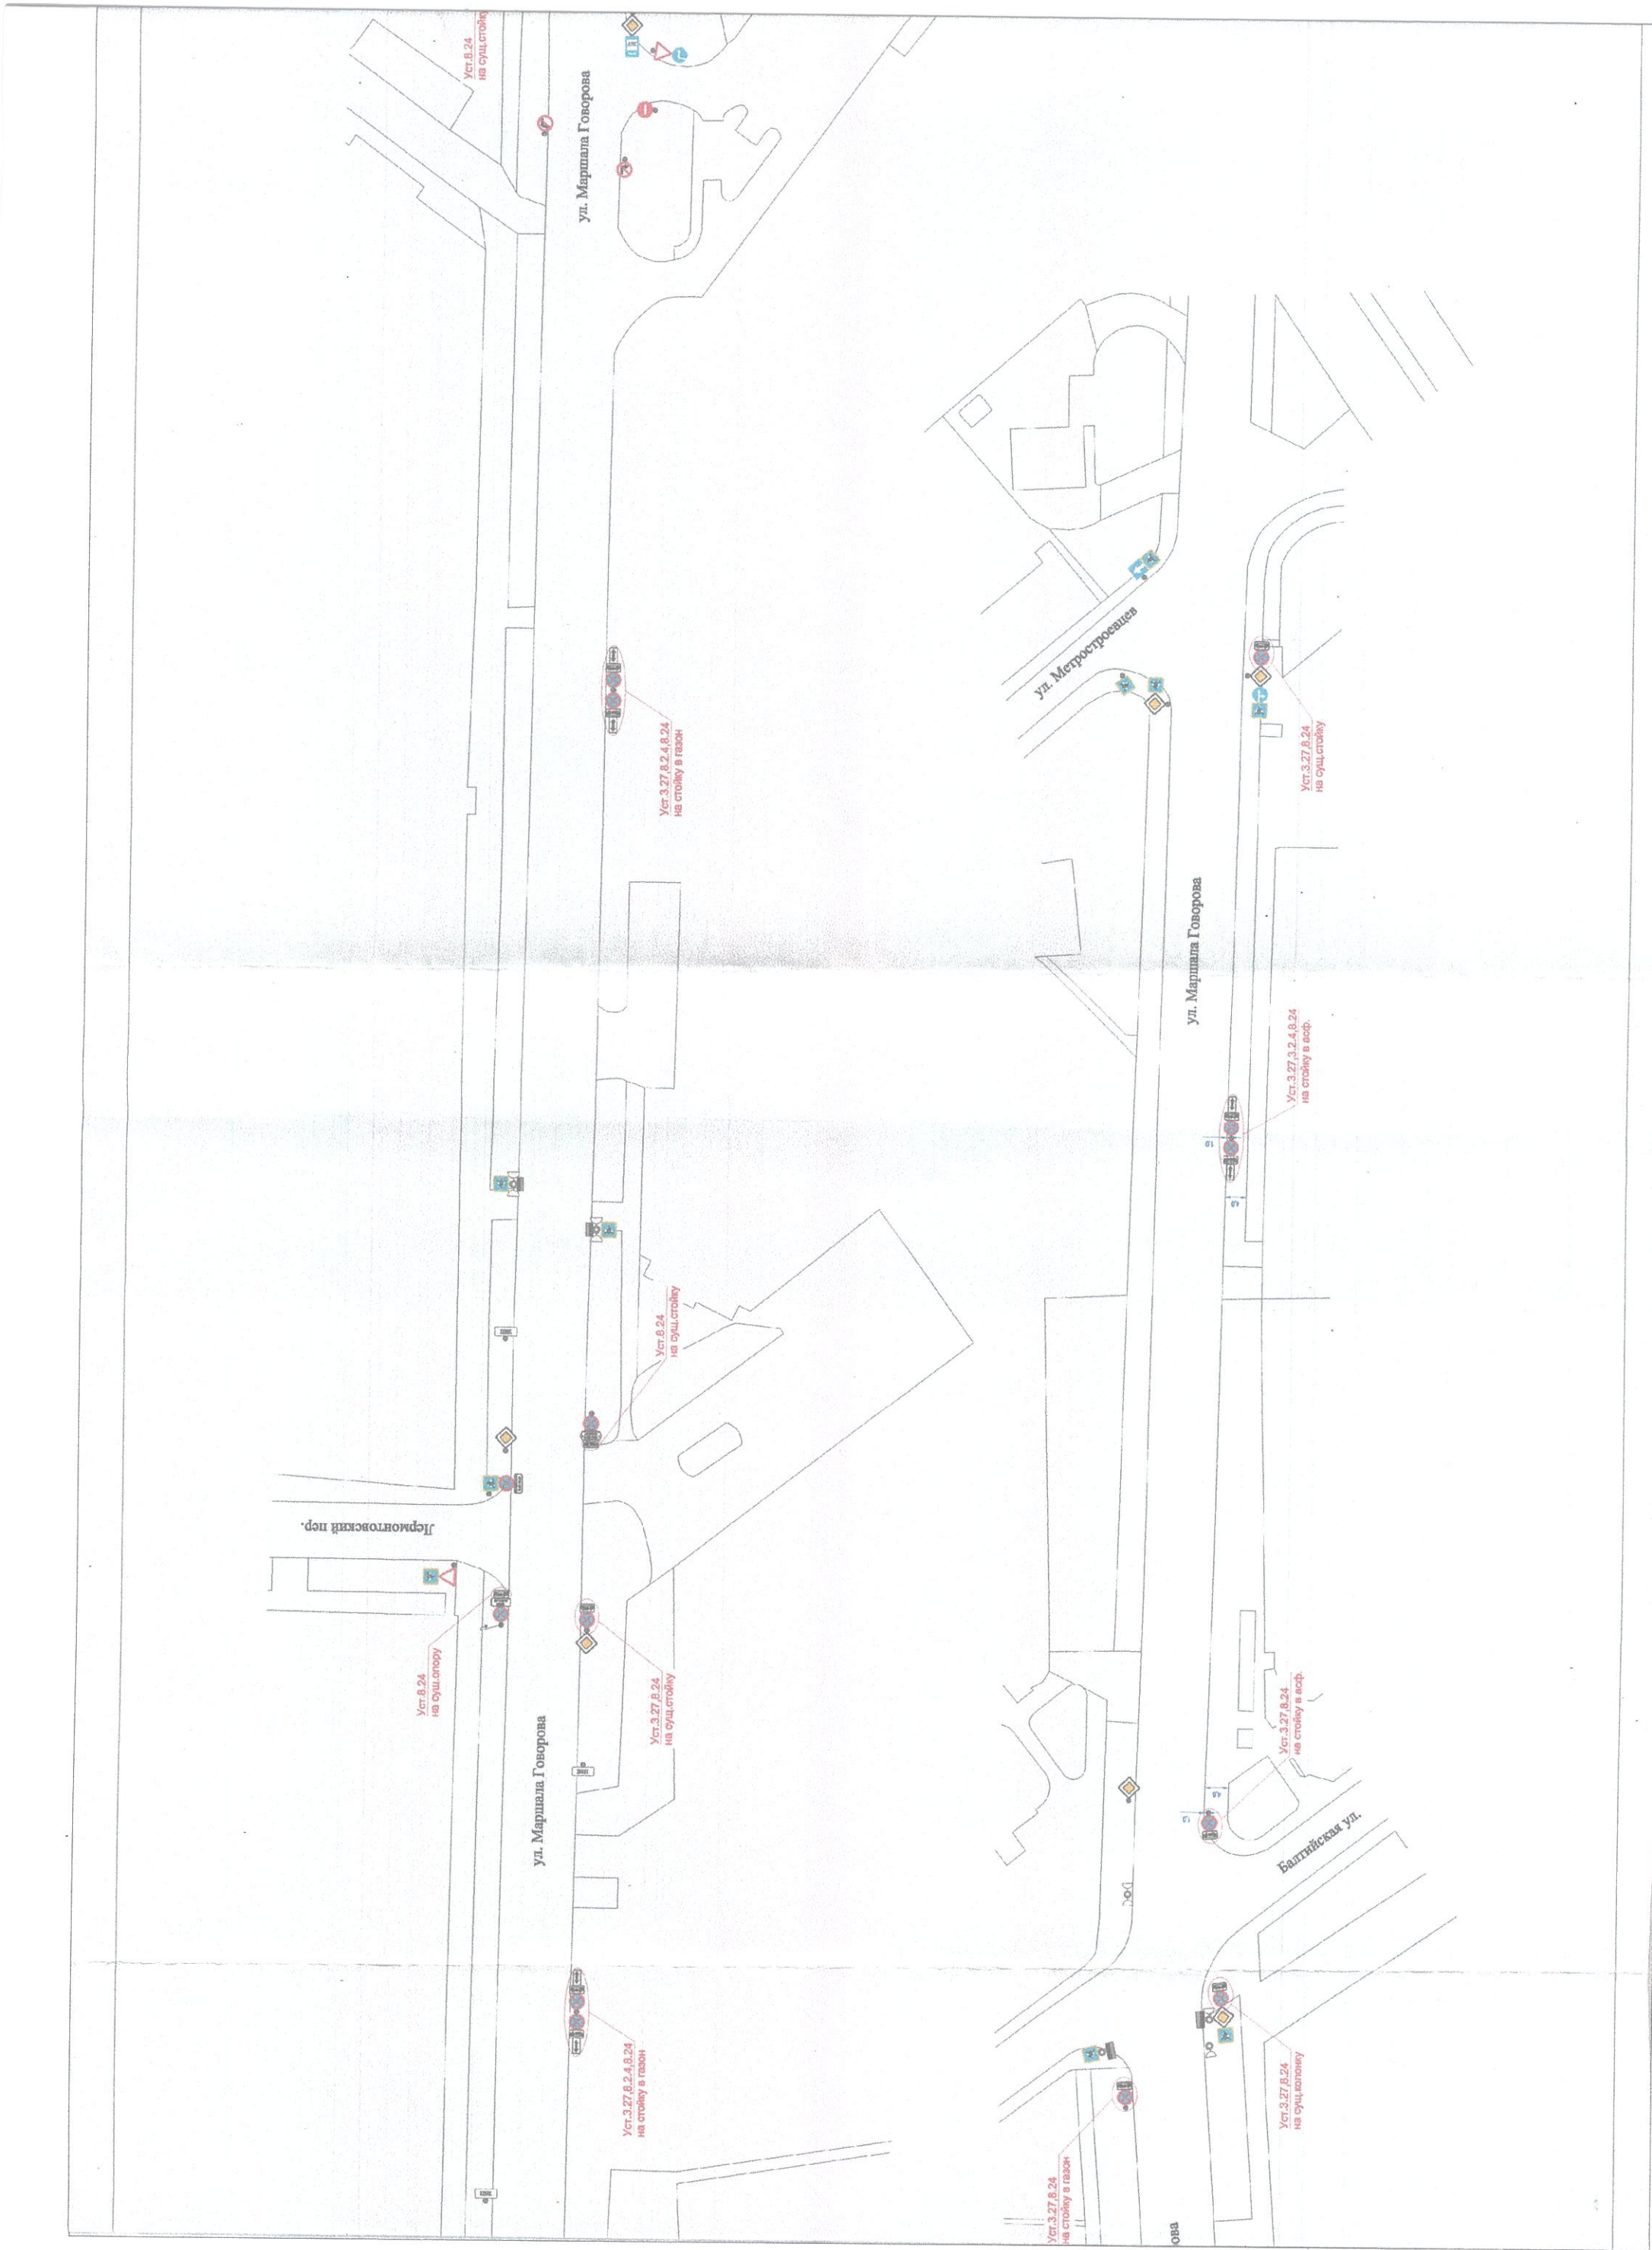 Уст.8.24
на сущ.стойку
ул. Маршала Говорова
Уст.3.27,8.2.4,8.24
на стойку в газон
Уст.8.24
на сущ.стойку
Лермонтовский пер.
Уст.8.24
на сущ.опору
Уст.3.27,8.24
на сущ.стойку
ул. Маршала Говорова
Уст.3.27,8.2.4,8.24
на стойку в газон
ул. Метростроевцев
Уст.3.27,8.24
на сущ.стойку
ул. Маршала Говорова
Уст.3.27,3.2.4,8.24
на стойку в асф.
Уст.3.27,8.24
на стойку в асф.
Балтийская ул.
Уст.3.27,8.24
на сущ.колонку
Уст.3.27,8.24
на стойку в газон
ова